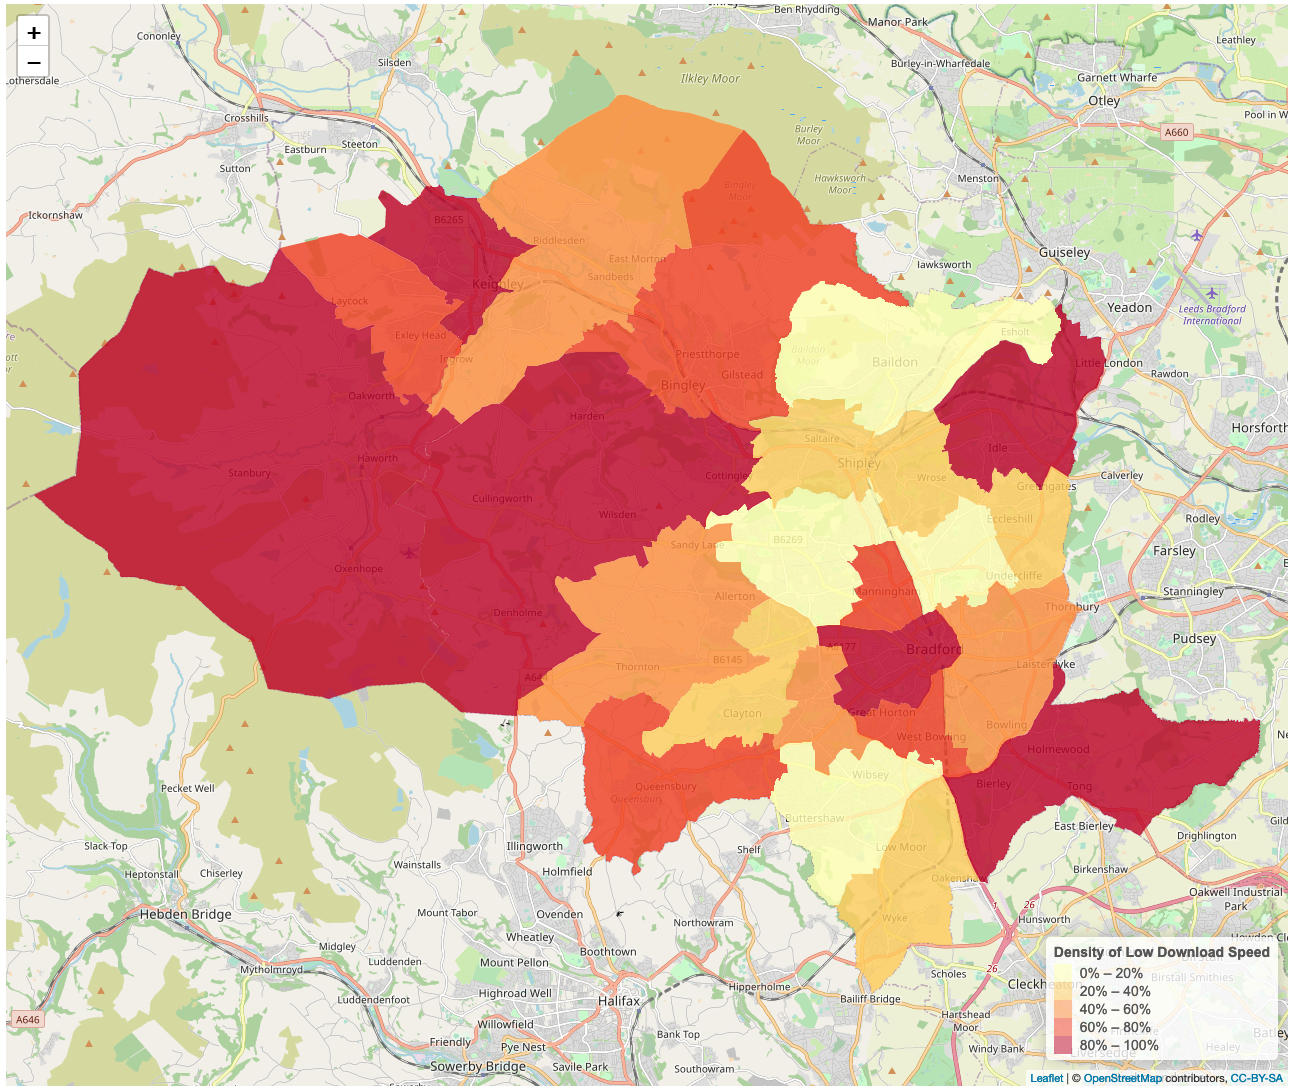 +
−
Cononley
Ben Rhydding
Manor Park
Leathley
Silsden
Burley-in-Wharfedale
Ilkley Moor
Garnett Wharfe
Otley
Crosshills
Burley
Moor
A660
Eastburn
Steeton
Sutton
Menston
Hawksworth
Moor
Bingley
Moor
Ickornshaw
B6265
Riddlesden
East Morton
Guiseley
Sandbeds
Keighley
Laycock
Yeadon
Leeds Bradford
International
Exley Head
Esholt
Ingrow
Priestthorpe
Baildon
Moor
Baildon
Little London
Gilstead
Rawdon
Bingley
Oakworth
Harden
Horsforth
Saltaire
Idle
Haworth
Shipley
Stanbury
Cottingley
Wrose
Calverley
Greengates
Cullingworth
Wilsden
Eccleshill
Rodley
B6269
Sandy Lane
Farsley
Oxenhope
Undercliffe
Allerton
Manningham
Stanningley
Denholme
Thornbury
Pudsey
A6177
Bradford
Thornton
B6145
Laisterdyke
Clayton
Great Horton
Bowling
West Bowling
Holmewood
Wibsey
Bierley
Tong
Pecket Well
Queensbury
Queensbury
Buttershaw
East Bierley
Drighlington
Slack Top
Illingworth
Shelf
Low Moor
Wainstalls
Birkenshaw
Heptonstall
Chiserley
Holmfield
Oakwell Industrial
Park
Hebden Bridge
Mount Tabor
Ovenden
Northowram
Wyke
Hunsworth
26
Wheatley
Midgley
Boothtown
Luddenden
Mount Pellon
Mytholmroyd
26
Scholes
Hipperholme
Highroad Well
Luddendenfoot
Halifax
Bailiff Bridge
A646
Hartshead
Moor
Willowfield
Bank Top
Friendly
Pye Nest
Windy Bank
Sowerby Bridge
Savile Park
Southowram
Density of Low Download Speed
0% – 20%
20% – 40%
40% – 60%
60% – 80%
80% – 100%
Birstall Smithies
Healey
Liversedge
Leaflet | © OpenStreetMap contributors, CC-BY-SA